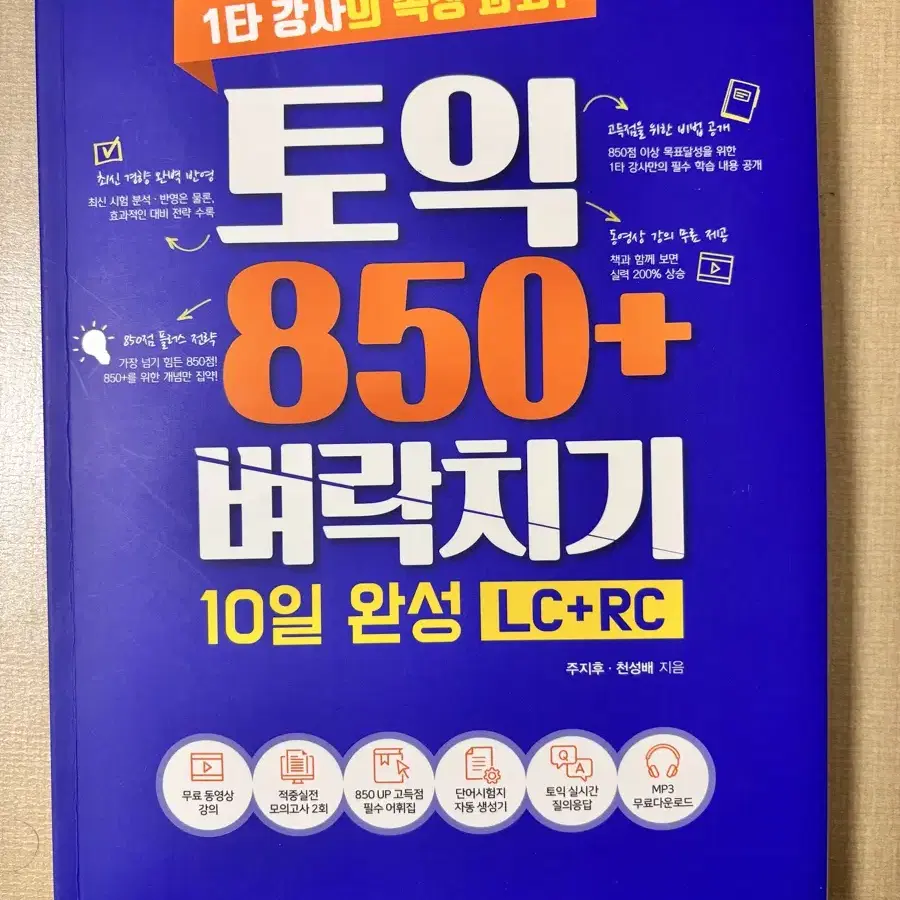 1타 강사의 속성 과외!
토익
850+
벼락치기
10일 완성 LC+RC
주지후 · 천성배 지음
최신 경향 완벽 반영
최신 시험 분석 · 반영은 물론,
효과적인 대비 전략 수록
850점 플러스 전략
가장 넘기 힘든 850점!
850+를 위한 개념만 집약!
고득점을 위한 비법 공개
850점 이상 목표달성을 위한
1타 강사만의 필수 학습 내용 공개
동영상 강의 무료 제공
책과 함께 보면
실력 200% 상승
무료 동영상
강의
적중실전
모의고사 2회
850 UP 고득점
필수 어휘집
단어시험지
자동 생성기
Q
A
토익 실시간
질의응답
MP3
무료다운로드